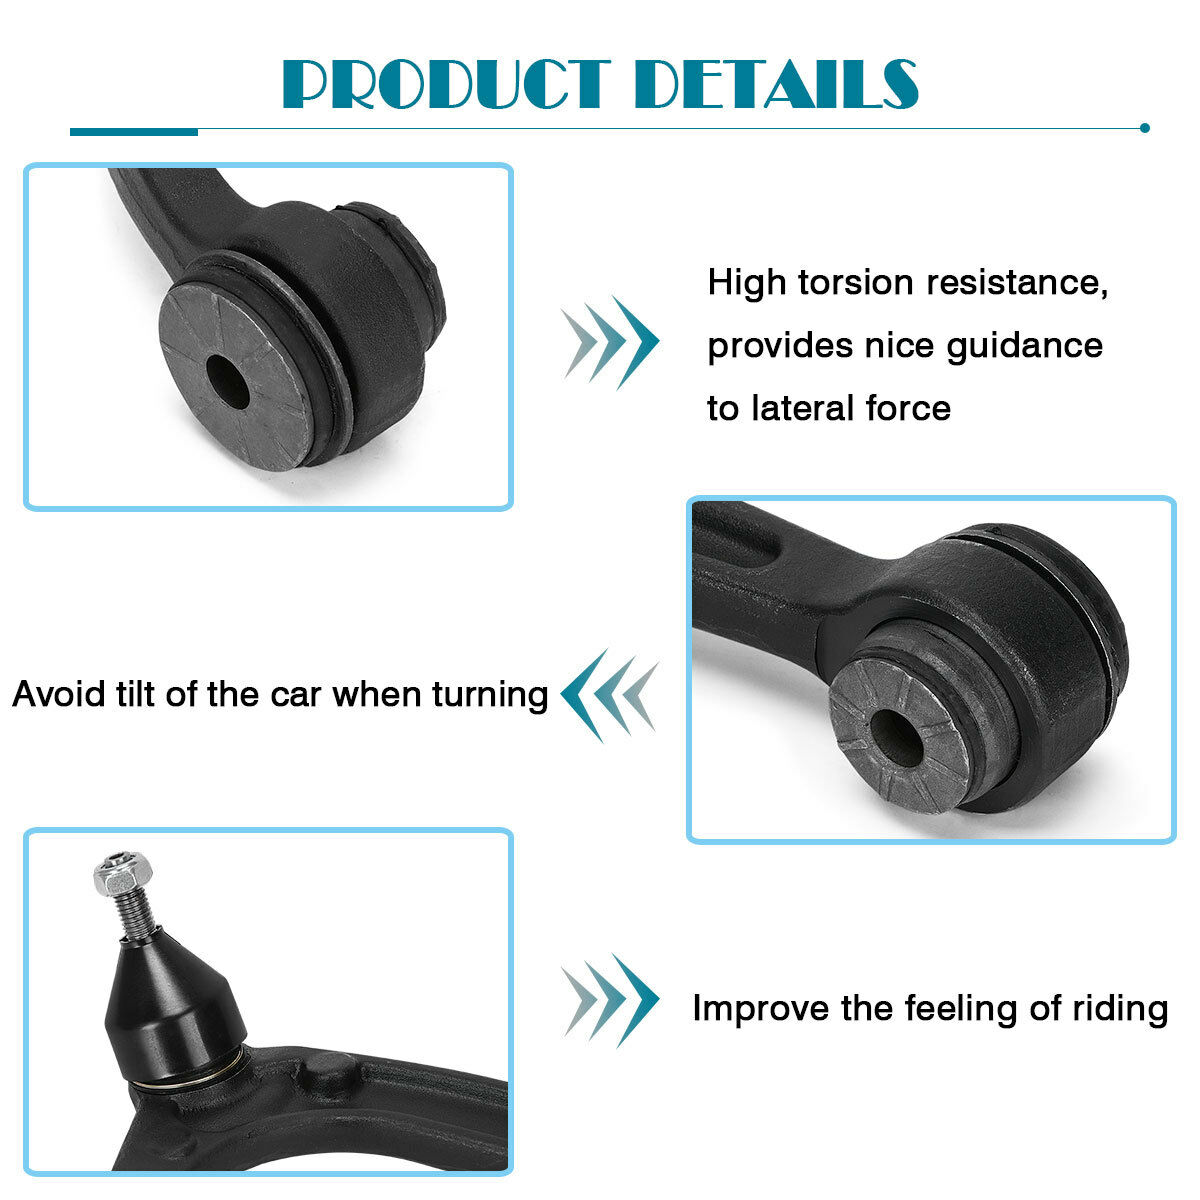 PRODUCT DETAILS
High torsion resistance,
provides nice guidance
to lateral force
Avoid tilt of the car when turning
Improve the feeling of riding